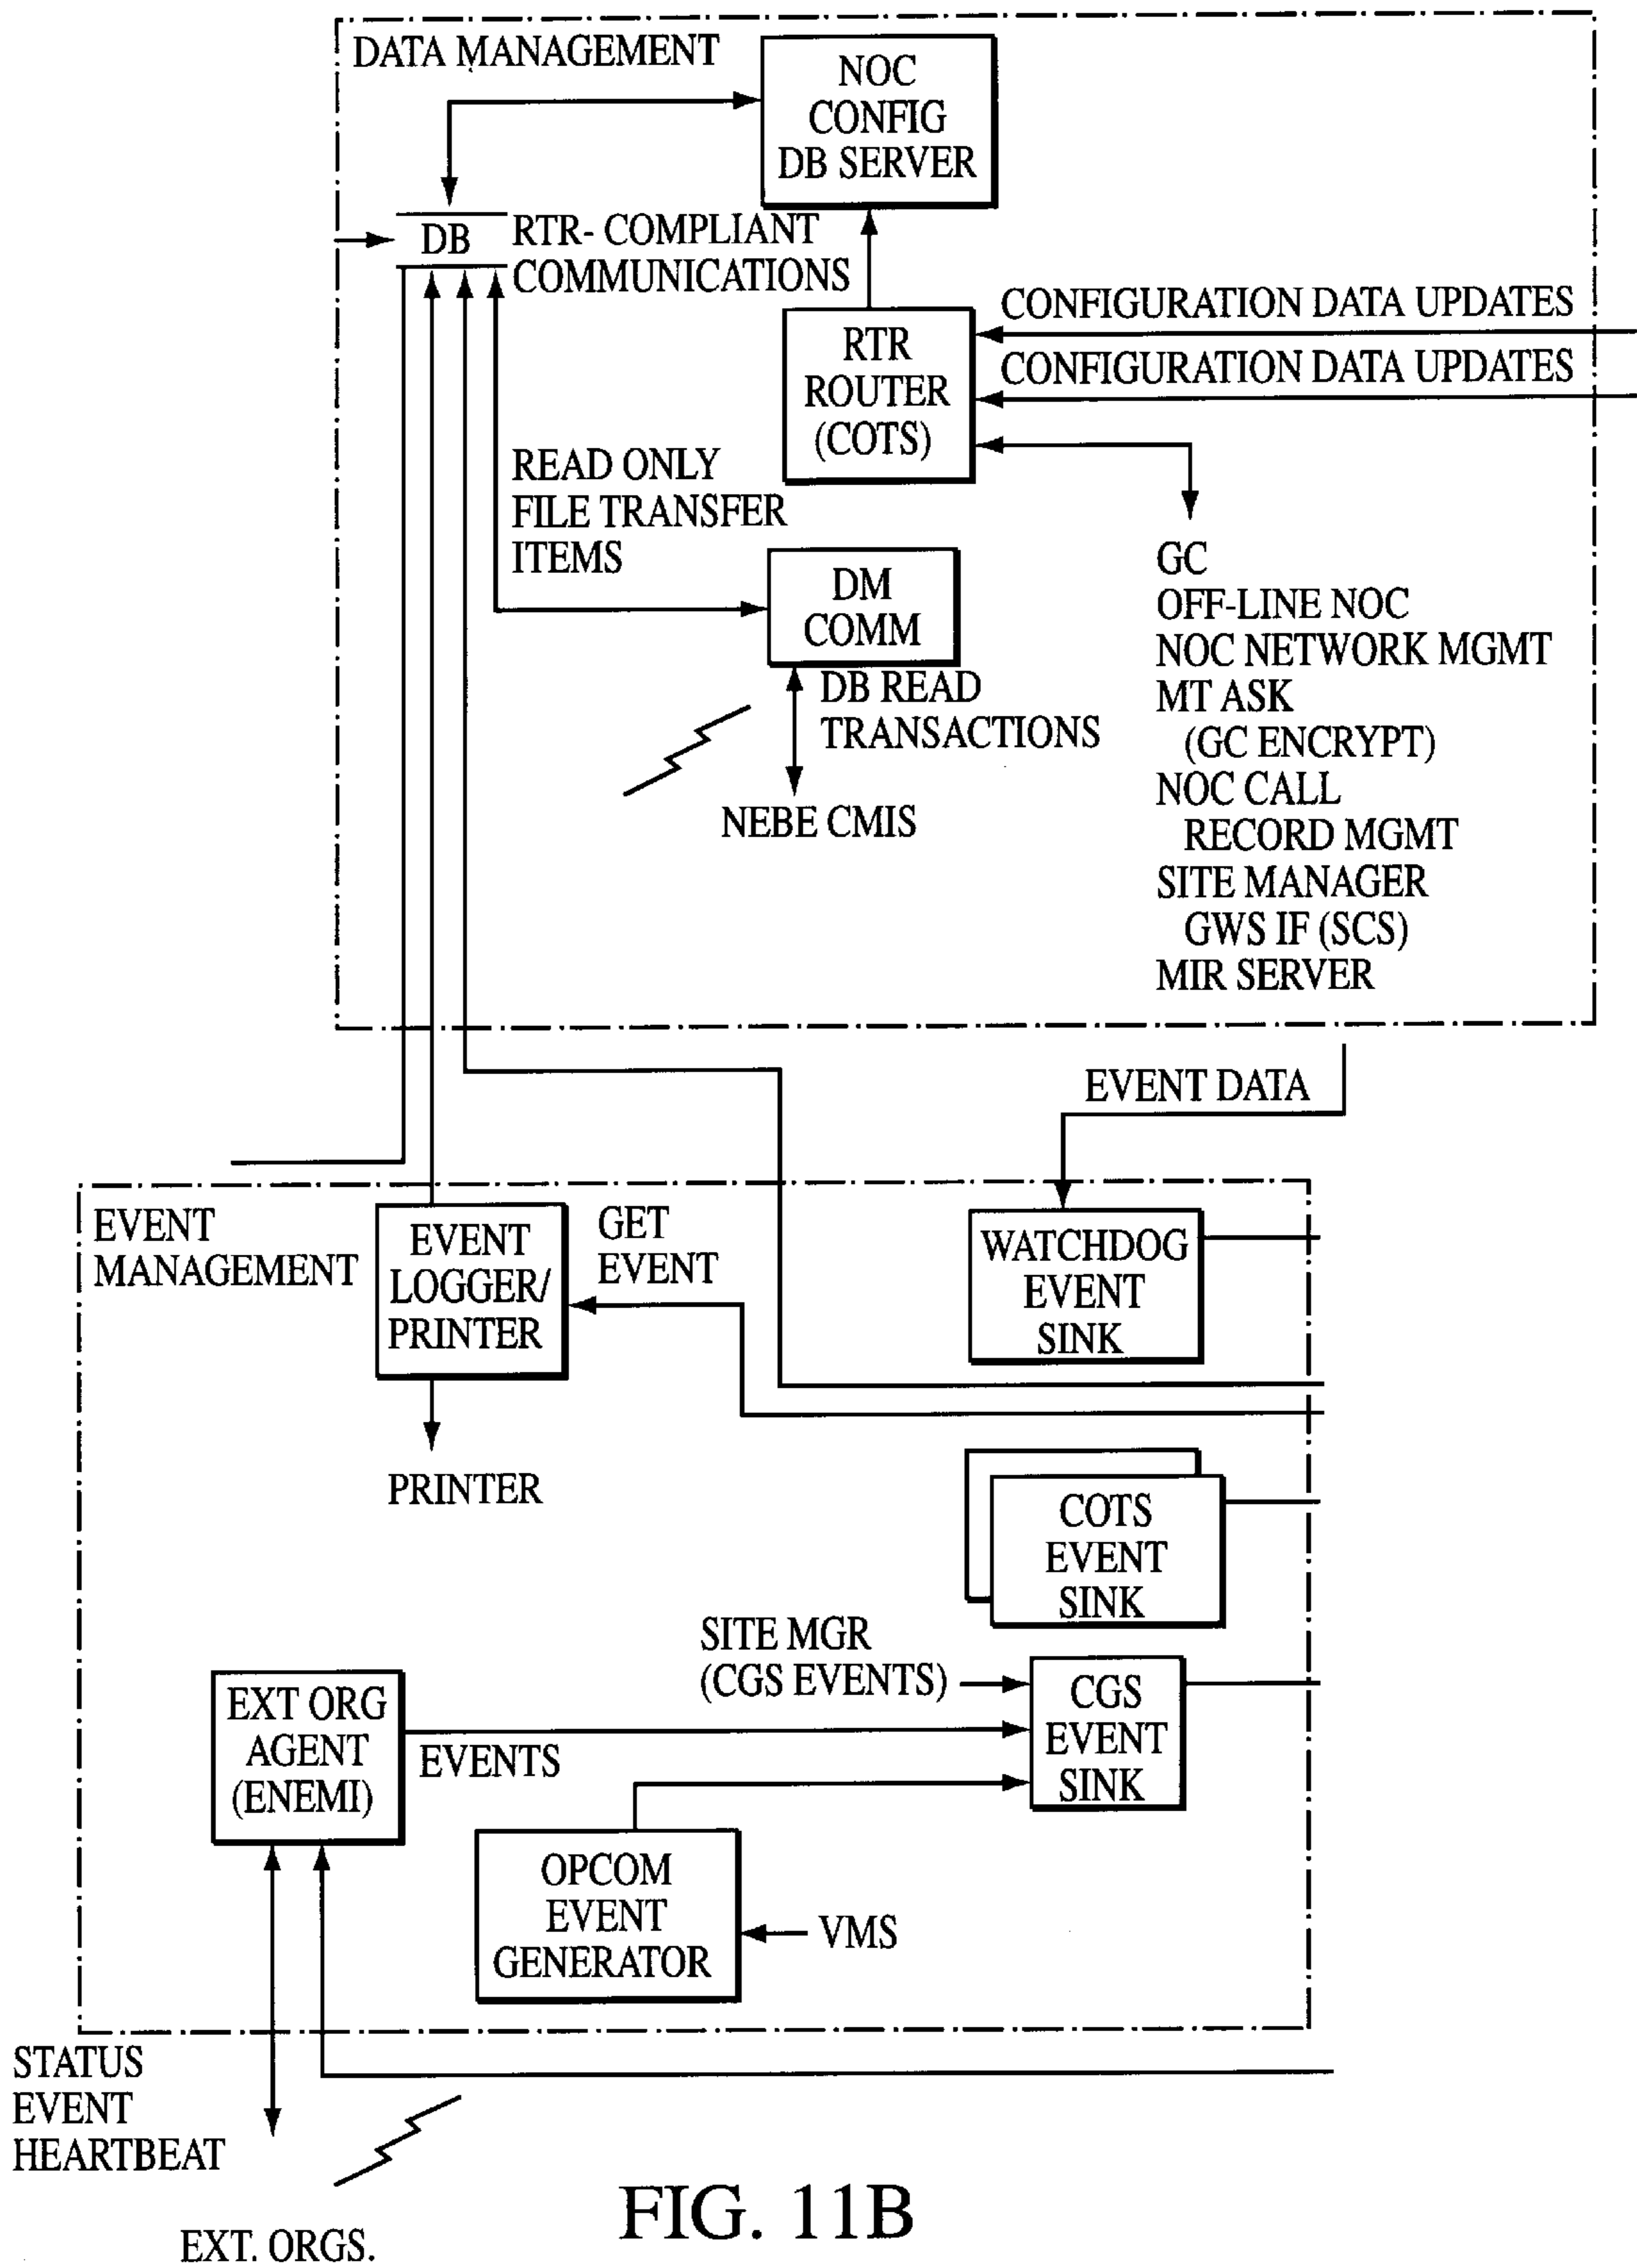 DATA MANAGEMENT
NOC
CONFIG
DB SERVER
DB
RTR- COMPLIANT
COMMUNICATIONS
CONFIGURATION DATA UPDATES
RTR
ROUTER
(COTS)
CONFIGURATION DATA UPDATES
READ ONLY
FILE TRANSFER
ITEMS
DM
COMM
DB READ
TRANSACTIONS
NEBE CMIS
GC
OFF-LINE NOC
NOC NETWORK MGMT
MT ASK
(GC ENCRYPT)
NOC CALL
RECORD MGMT
SITE MANAGER
GWS IF (SCS)
MIR SERVER
EVENT DATA
EVENT
MANAGEMENT
EVENT
LOGGER/
PRINTER
GET
EVENT
WATCHDOG
EVENT
SINK
PRINTER
COTS
EVENT
SINK
SITE MGR
(CGS EVENTS)
CGS
EVENT
SINK
EXT ORG
AGENT
(ENEMI)
EVENTS
OPCOM
EVENT
GENERATOR
VMS
STATUS
EVENT
HEARTBEAT
EXT. ORGS.
FIG. 11B